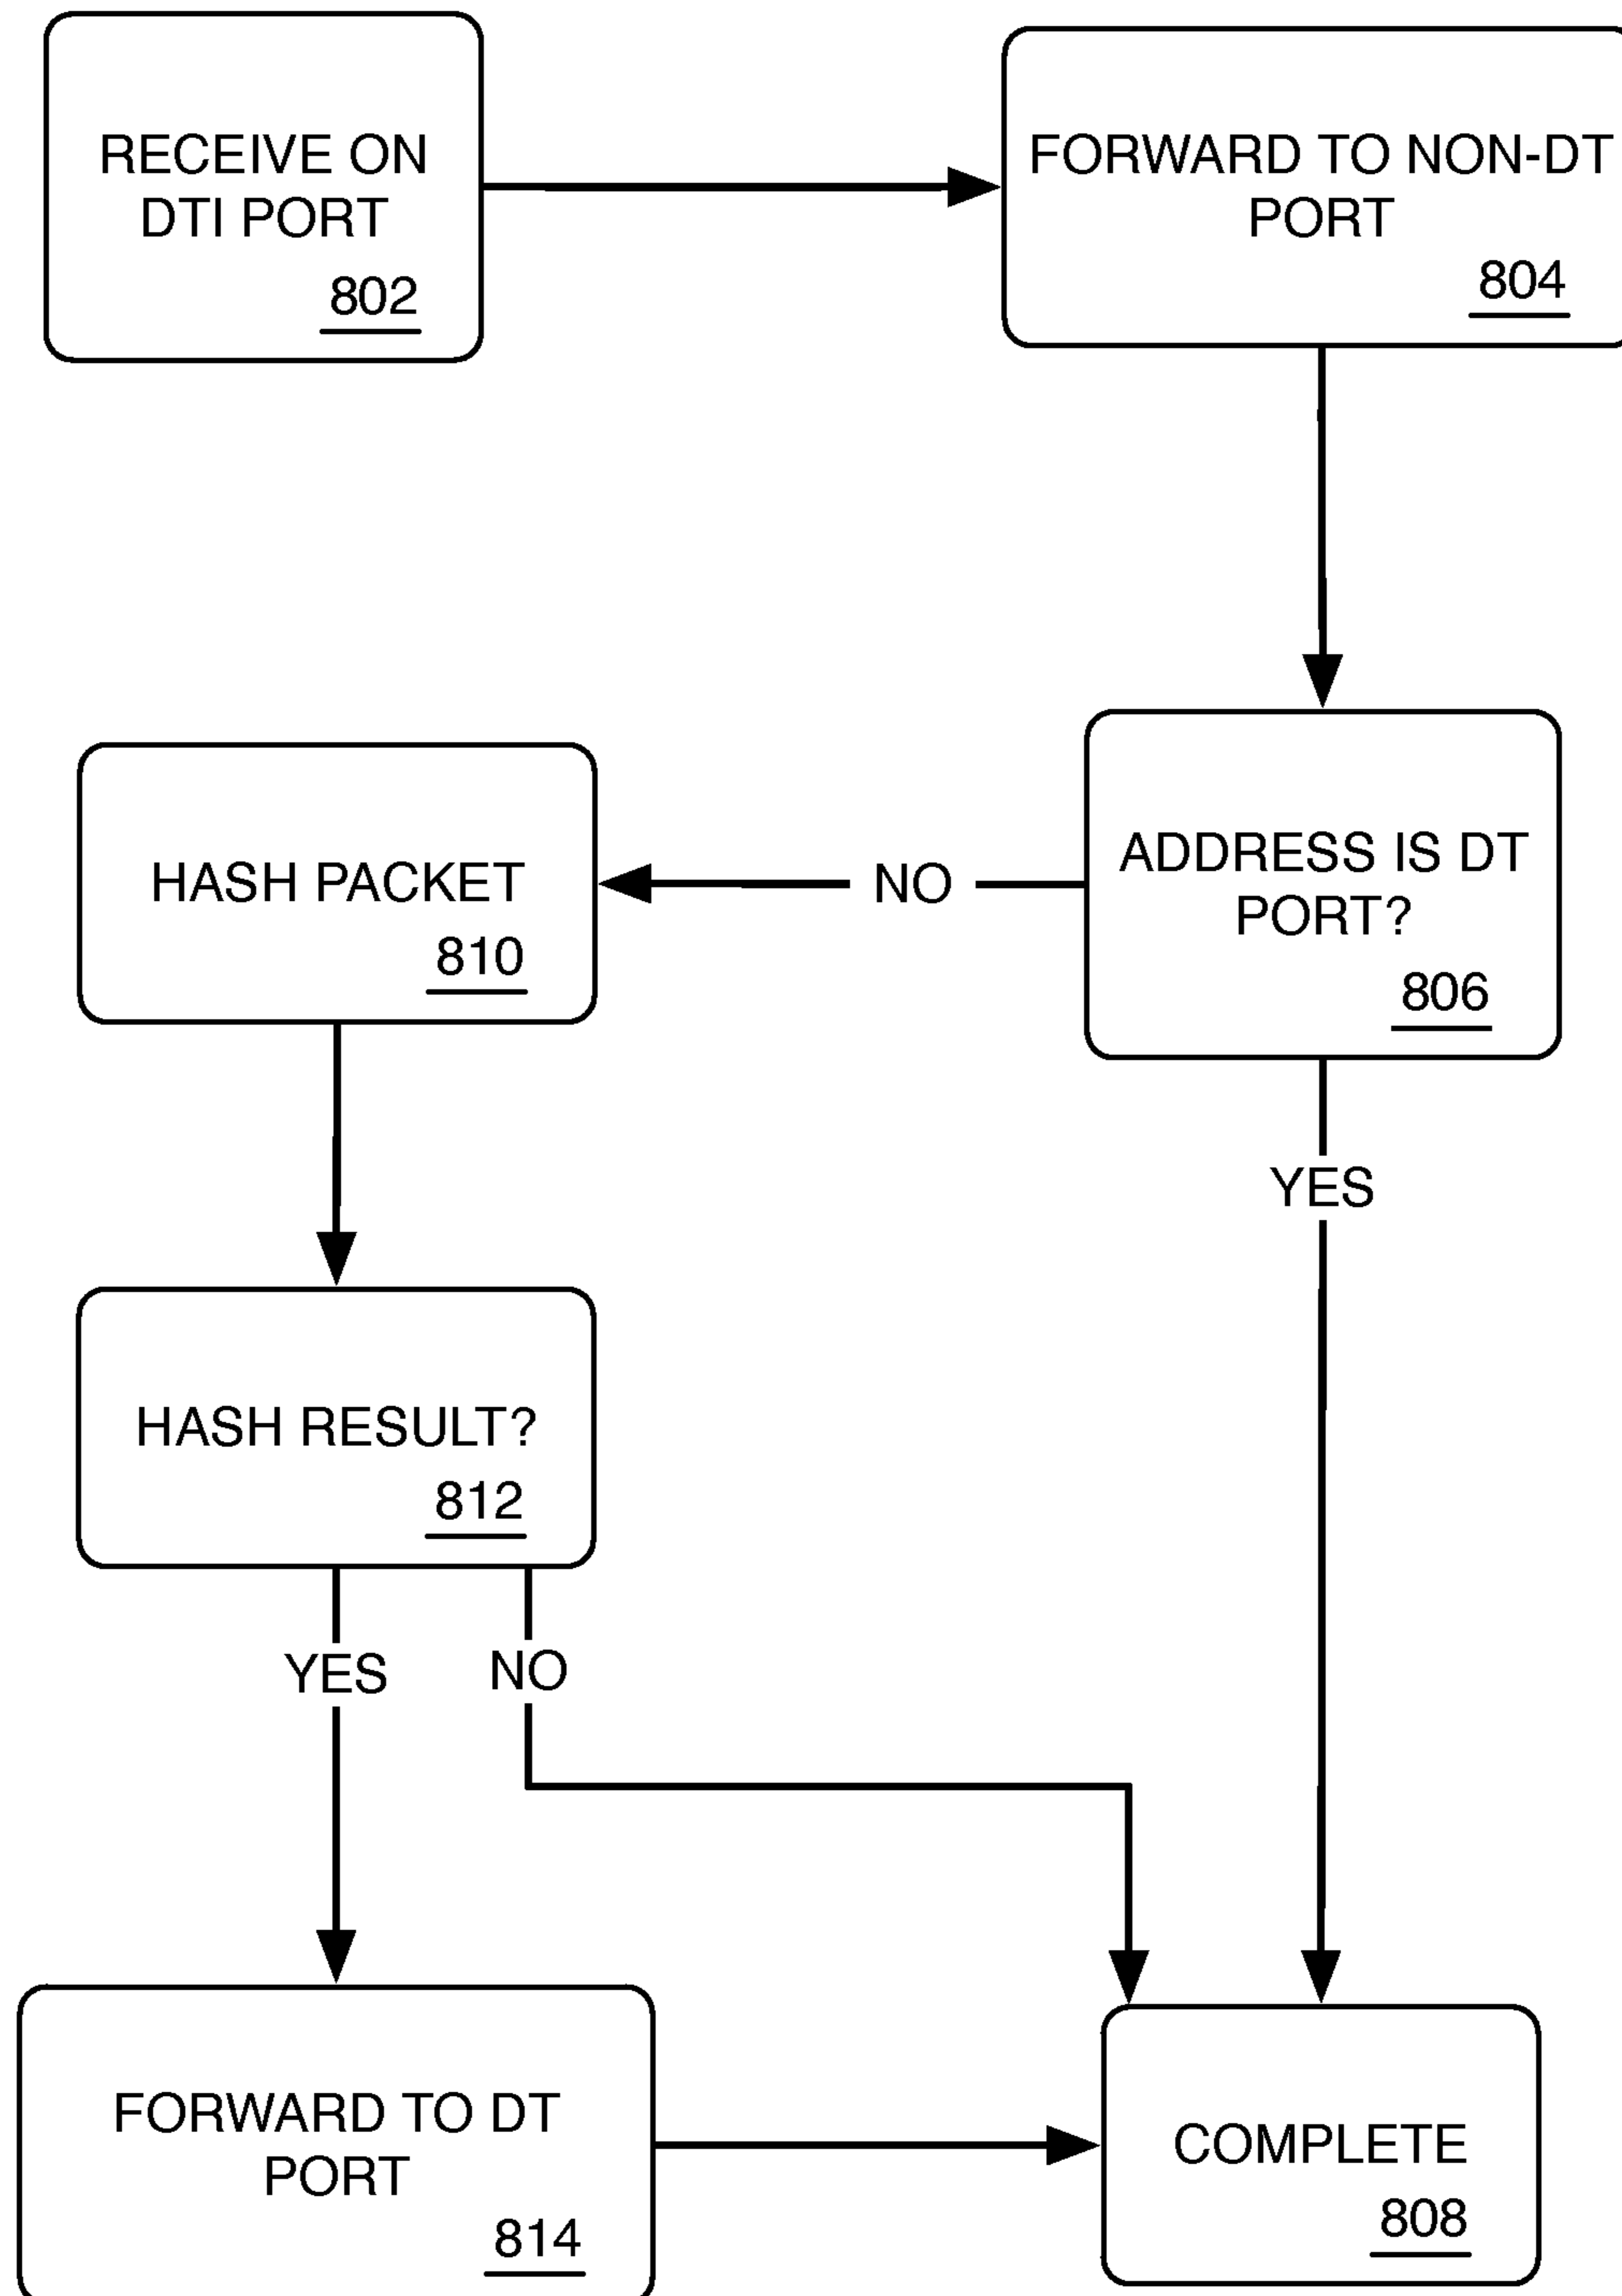 RECEIVE ON
DTI PORT
802
FORWARD TO NON-DT
PORT
804
ADDRESS IS DT
PORT?
806
NO
HASH PACKET
810
YES
HASH RESULT?
812
YES
NO
FORWARD TO DT
PORT
814
COMPLETE
808